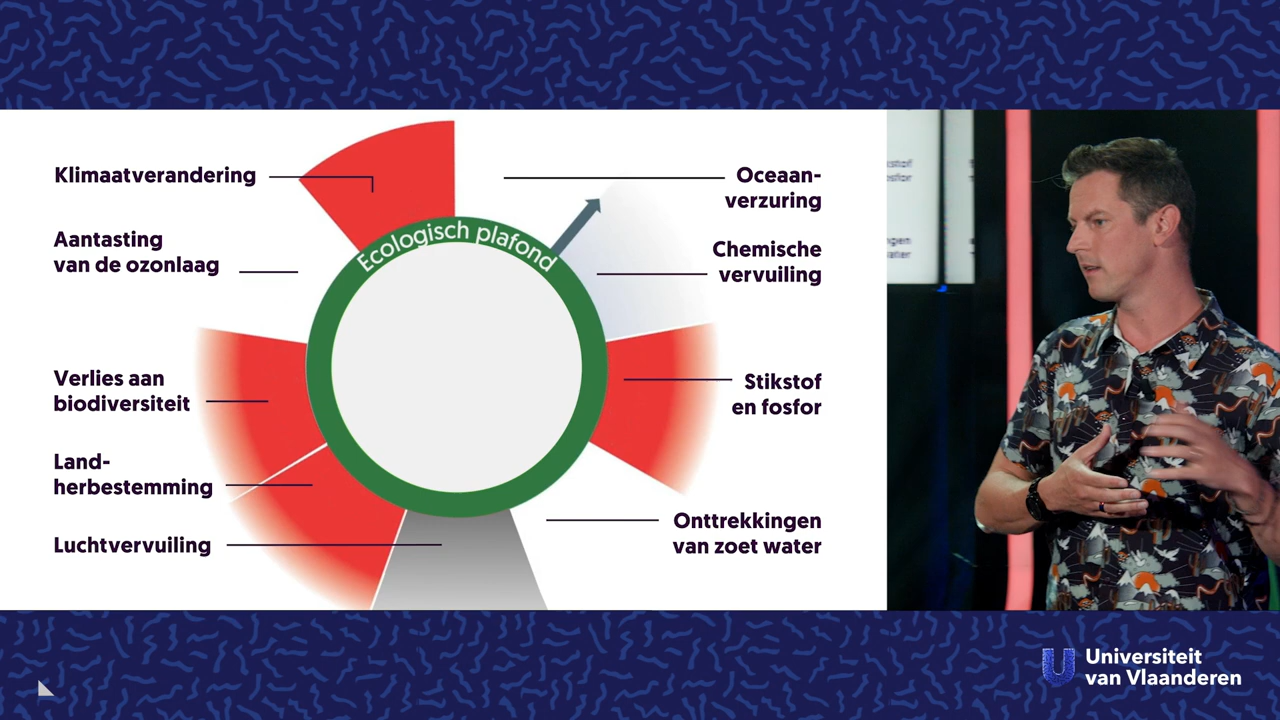 Klimaatverandering
Aantasting
van de ozonlaag
Verlies aan
biodiversiteit
Land-
herbestemming
Luchtvervuiling
Ecologisch plafond
Oceaan-
verzuring
Chemische
vervuiling
Stikstof
en fosfor
Onttrekkingen
van zoet water
Universiteit
van Vlaanderen